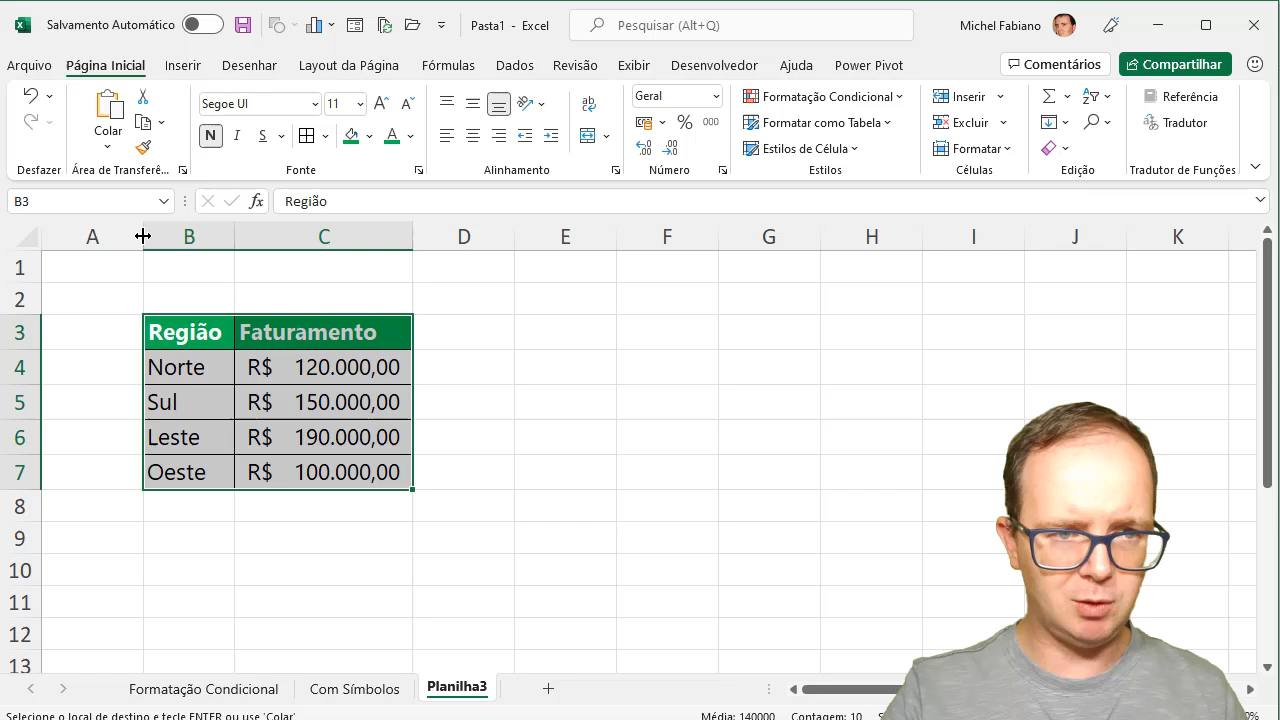 Salvamento Automático
Pasta1 - Excel
Pesquisar (Alt+Q)
Michel Fabiano
Arquivo
Página Inicial
Inserir
Desenhar
Layout da Página
Fórmulas
Dados
Revisão
Exibir
Desenvolvedor
Ajuda
Power Pivot
Comentários
Compartilhar
Colar
Segoe UI
11
N I S
Geral
% 000
Formatação Condicional
Formatar como Tabela
Estilos de Célula
Inserir
Excluir
Formatar
Referência
Tradutor
Desfazer
Área de Transferê...
Fonte
Alinhamento
Número
Estilos
Células
Edição
Tradutor de Funções
B3
fx
Região
A B C D E F G H I J K
1
2
3 Região Faturamento
4 Norte R$ 120.000,00
5 Sul R$ 150.000,00
6 Leste R$ 190.000,00
7 Oeste R$ 100.000,00
8
9
10
11
12
13
Formatação Condicional
Com Símbolos
Planilha3
Selecione o local de destino e tecle ENTER ou use 'Colar'
Média: 140000
Contagem: 10